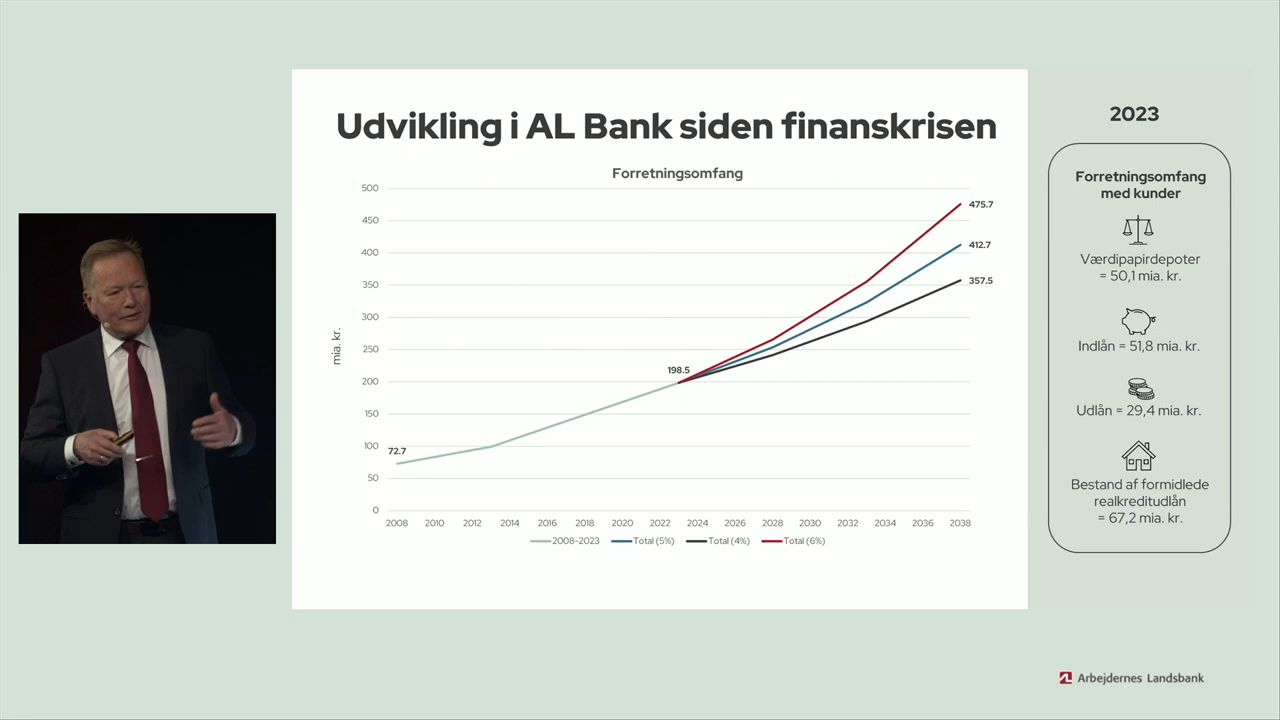 Udvikling i AL Bank siden finanskrisen
Forretningsomfang
mia. kr.
500
450
400
350
300
250
200
150
100
50
0
72.7
198.5
475.7
412.7
357.5
2008 2010 2012 2014 2016 2018 2020 2022 2024 2026 2028 2030 2032 2034 2036 2038
2008-2023 Total (5%) Total (4%) Total (6%)
2023
Forretningsomfang
med kunder
Værdipapirdepoter
= 50,1 mia. kr.
Indlån = 51,8 mia. kr.
Udlån = 29,4 mia. kr.
Bestand af formidlede
realkreditudlån
= 67,2 mia. kr.
Arbejdernes Landsbank